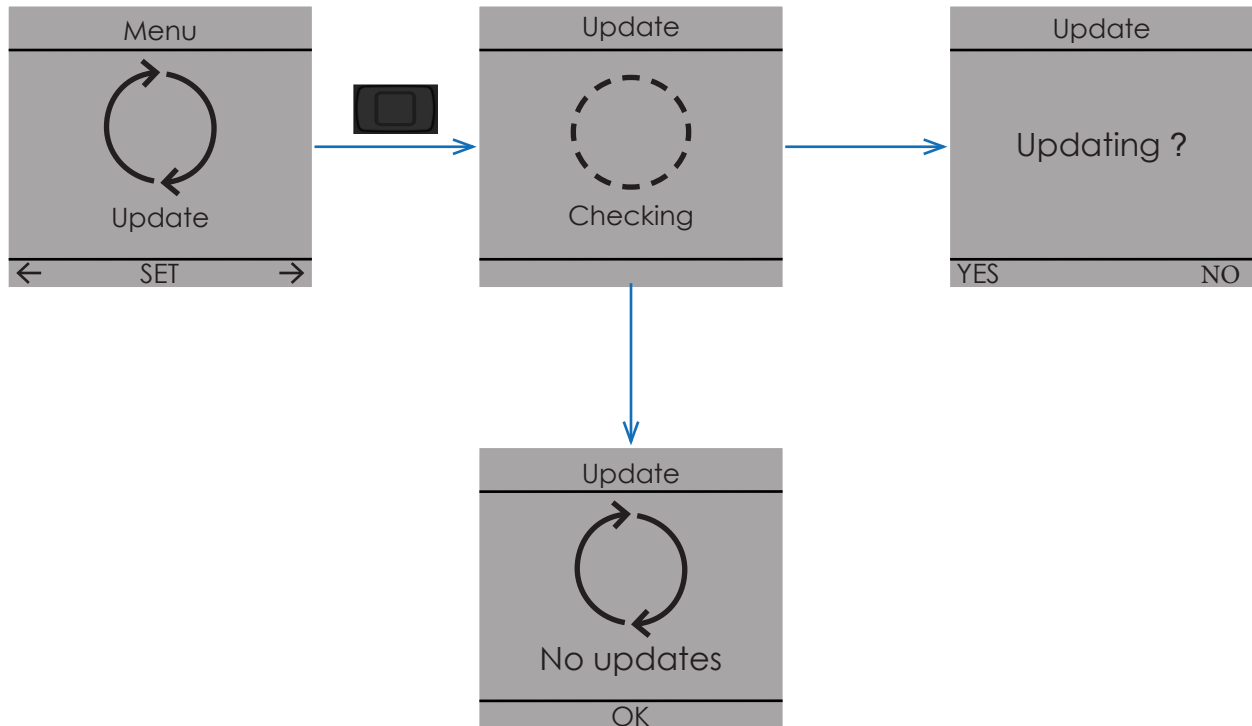 Menu
Update
← SET →
Update
Checking
Update
Updating ?
YES NO
Update
No updates
OK